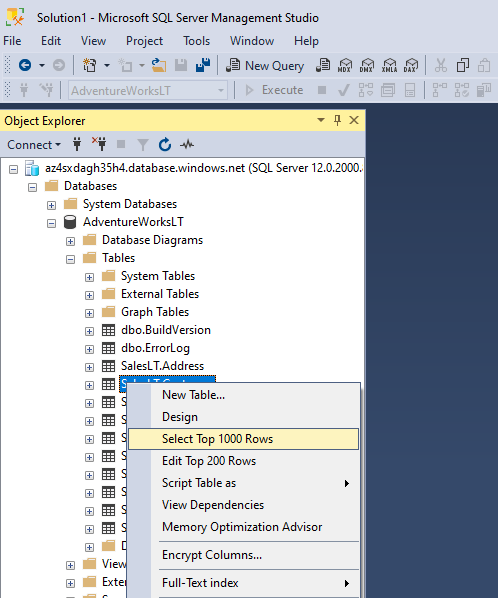 Solution1 - Microsoft SQL Server Management Studio
File Edit View Project Tools Window Help
New Query MDX DMX XMLA DAX
AdventureWorksLT Execute
Object Explorer
Connect
az4sxdagh35h4.database.windows.net (SQL Server 12.0.2000.
Databases
System Databases
AdventureWorksLT
Database Diagrams
Tables
System Tables
External Tables
Graph Tables
dbo.BuildVersion
dbo.ErrorLog
SalesLT.Address
New Table...
Design
Select Top 1000 Rows
Edit Top 200 Rows
Script Table as
View Dependencies
Memory Optimization Advisor
Encrypt Columns...
View
Exter
Full-Text index